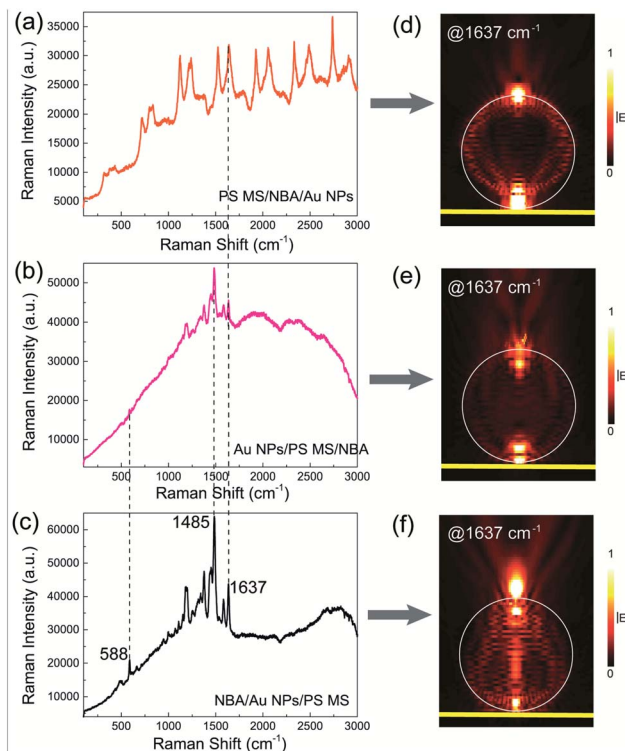 (a)
35000
30000
25000
20000
15000
10000
5000
Raman Intensity (a.u.)
PS MS/NBA/Au NPs
500 1000 1500 2000 2500 3000
Raman Shift (cm⁻¹)
(d)
@1637 cm⁻¹
1
|E
0
(b)
50000
40000
30000
20000
10000
Raman Intensity (a.u.)
Au NPs/PS MS/NBA
500 1000 1500 2000 2500 3000
Raman Shift (cm⁻¹)
(e)
@1637 cm⁻¹
1
|E
0
(c)
60000
50000
40000
30000
20000
10000
Raman Intensity (a.u.)
1485
1637
588
NBA/Au NPs/PS MS
500 1000 1500 2000 2500 3000
Raman Shift (cm⁻¹)
(f)
@1637 cm⁻¹
1
|E
0